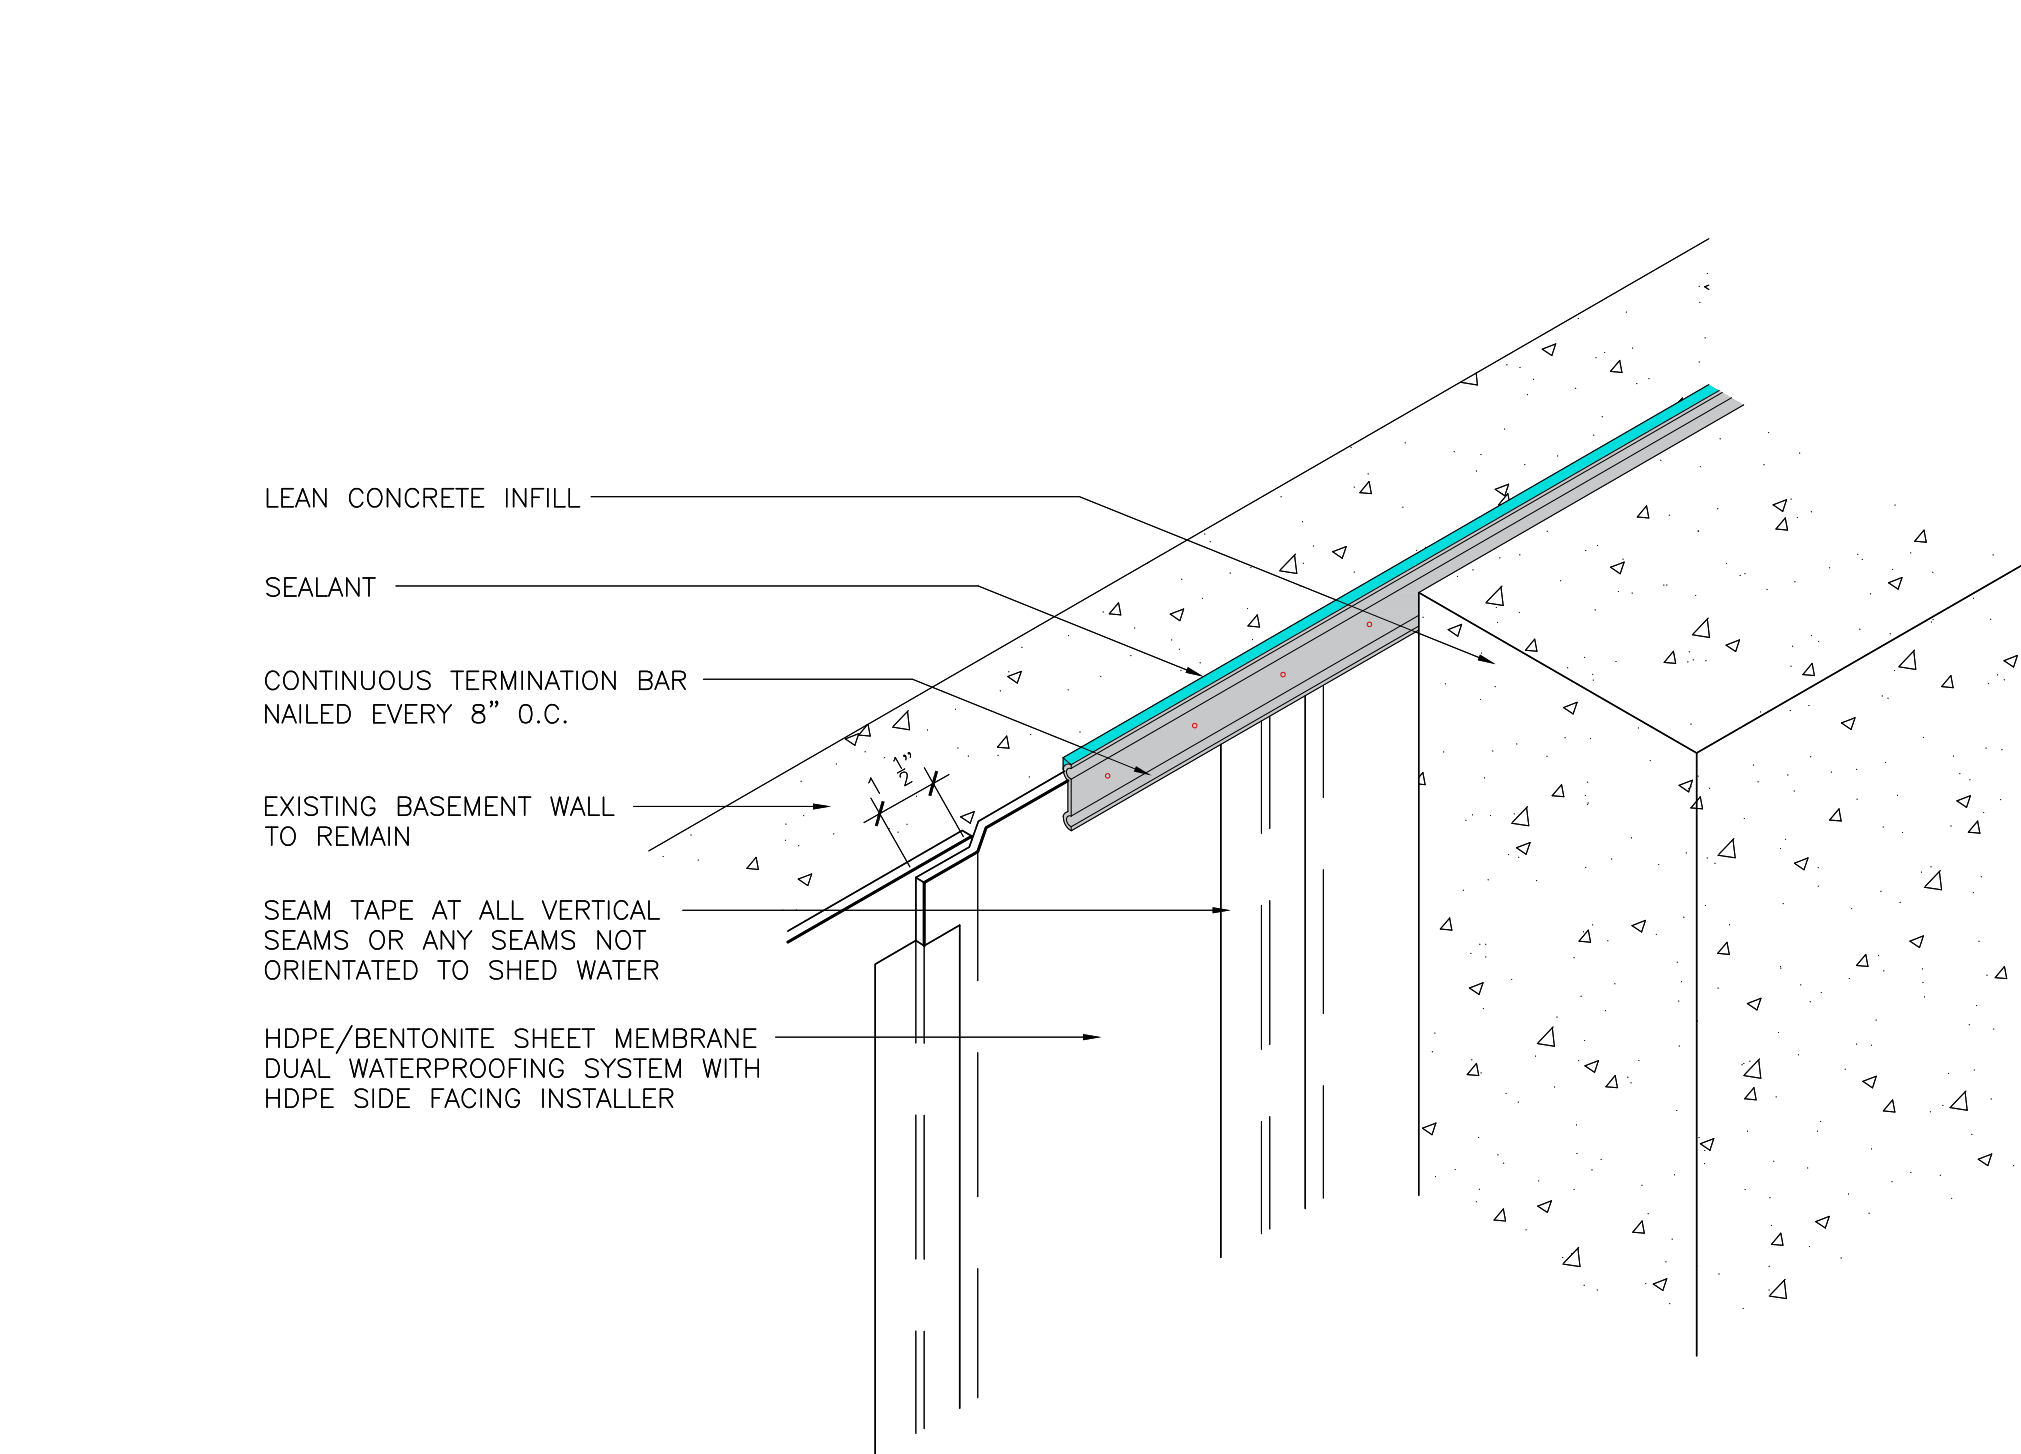 LEAN CONCRETE INFILL
SEALANT
CONTINUOUS TERMINATION BAR
NAILED EVERY 8” O.C.
1 1/2”
EXISTING BASEMENT WALL
TO REMAIN
SEAM TAPE AT ALL VERTICAL
SEAMS OR ANY SEAMS NOT
ORIENTATED TO SHED WATER
HDPE/BENTONITE SHEET MEMBRANE
DUAL WATERPROOFING SYSTEM WITH
HDPE SIDE FACING INSTALLER